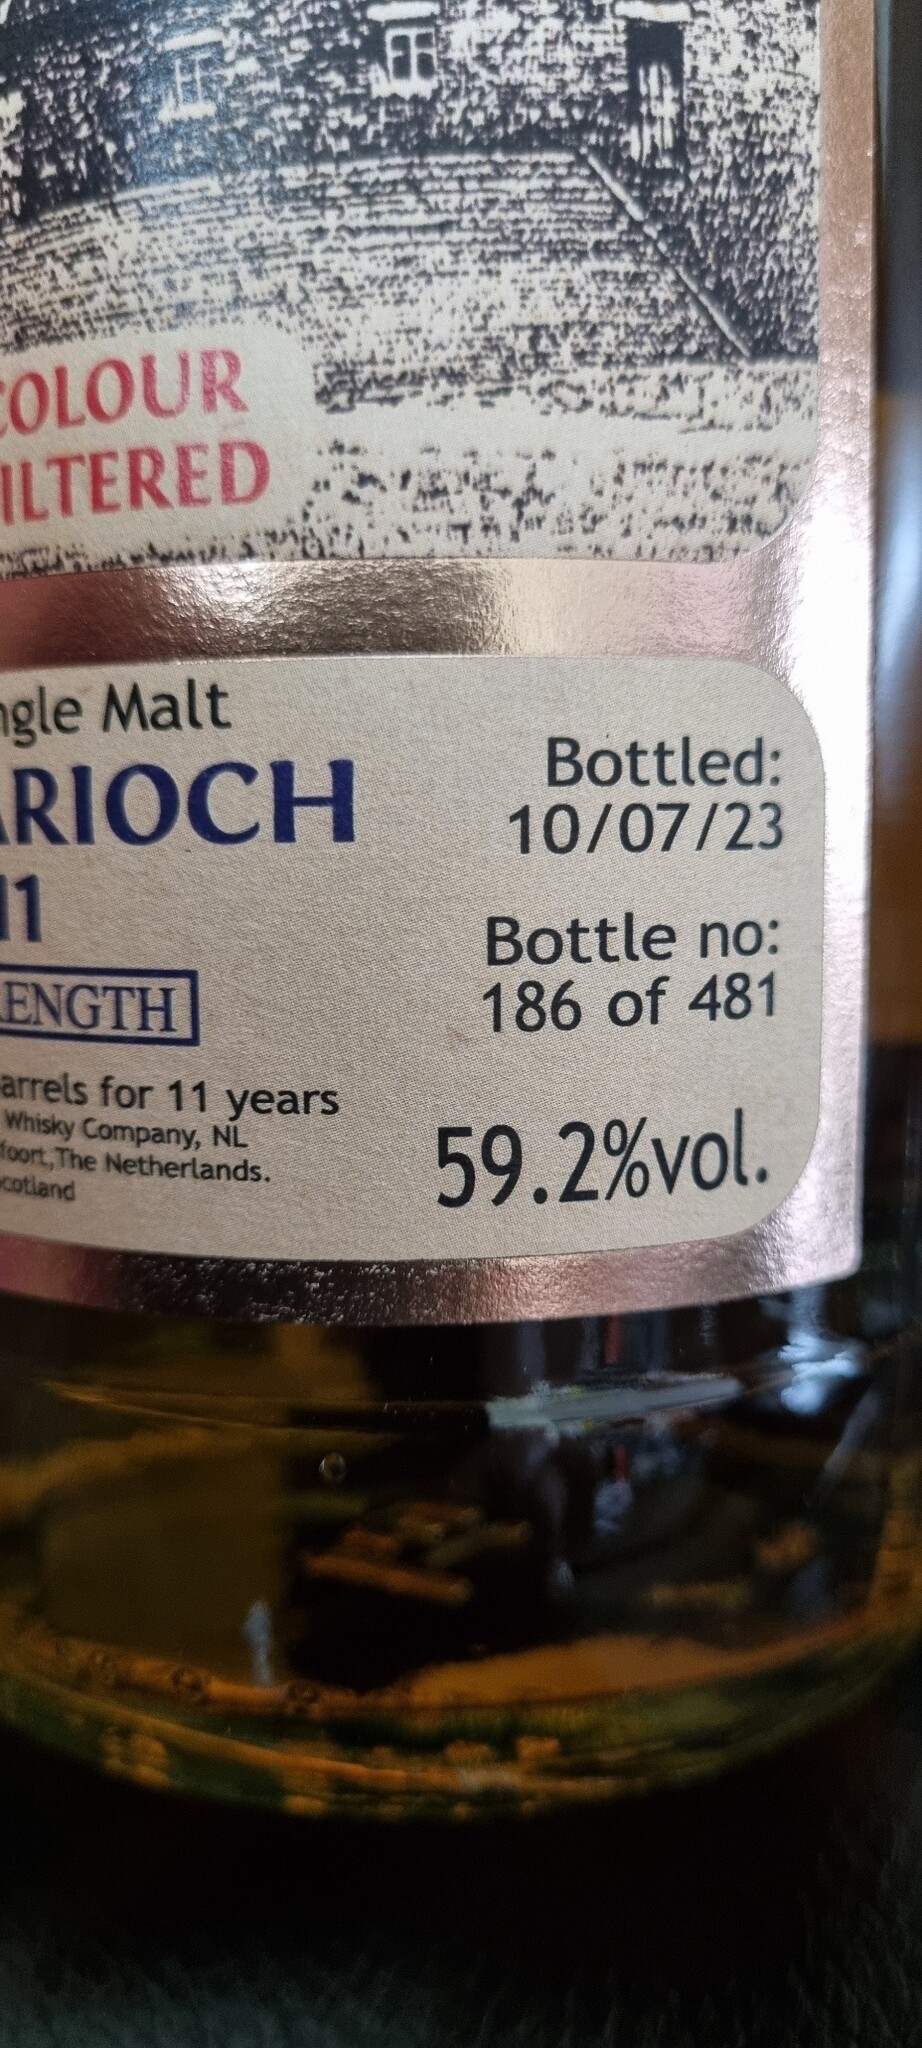 COLOUR
ILTERED
ngle Malt
ARIOCH
11
RENGTH
arrels for 11 years
Whisky Company, NL
foort, The Netherlands.
cotland
Bottled:
10/07/23
Bottle no:
186 of 481
59.2%vol.